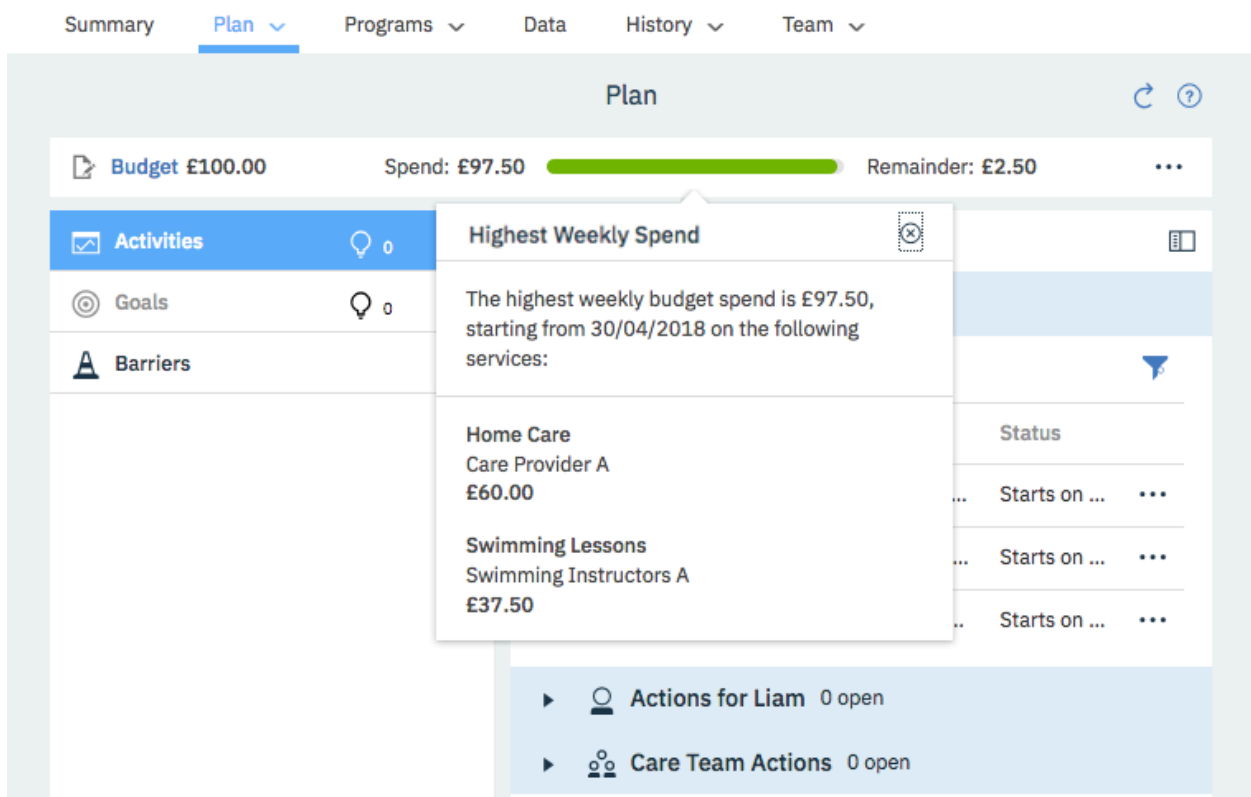 Summary Plan Programs Data History Team
Plan
Budget £100.00 Spend: £97.50 Remainder: £2.50 ...
Activities 0
Goals 0
Barriers
Highest Weekly Spend
The highest weekly budget spend is £97.50,
starting from 30/04/2018 on the following
services:
Home Care
Care Provider A
£60.00
Swimming Lessons
Swimming Instructors A
£37.50
Status
... Starts on ... ...
... Starts on ... ...
.. Starts on ... ...
Actions for Liam 0 open
Care Team Actions 0 open